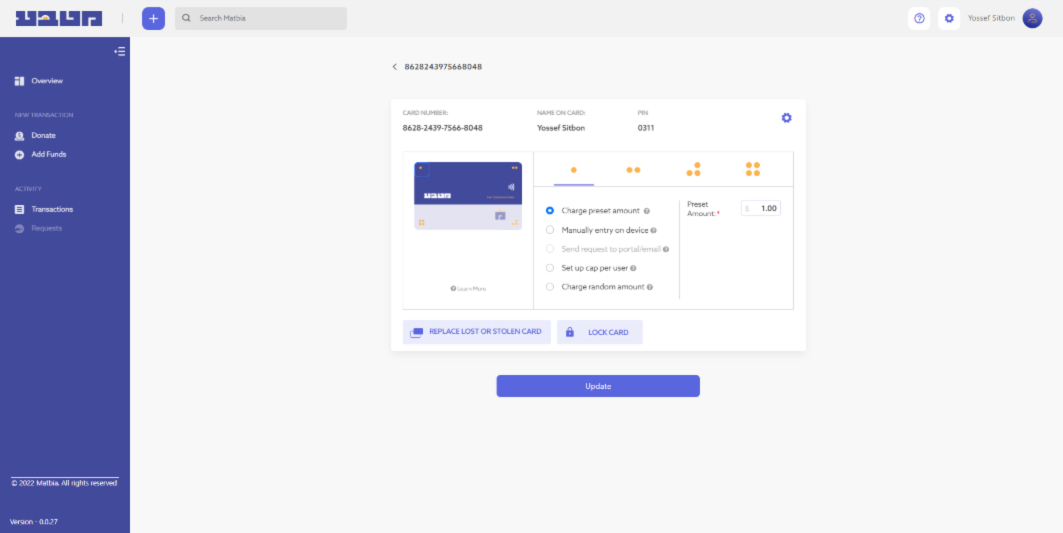 Search Matbia
Yossef Sitbon
Overview
NEW TRANSACTION
Donate
Add Funds
ACTIVITY
Transactions
Requests
© 2022 Matbia. All rights reserved
Version - 0.0.27
8628243975668048
CARD NUMBER:
NAME ON CARD:
PIN
8628-2439-7566-8048
Yossef Sitbon
0311
Charge preset amount
Manually entry on device
Send request to portal/email
Set up cap per user
Charge random amount
Preset
Amount:*
$ 1.00
Learn More
REPLACE LOST OR STOLEN CARD
LOCK CARD
Update